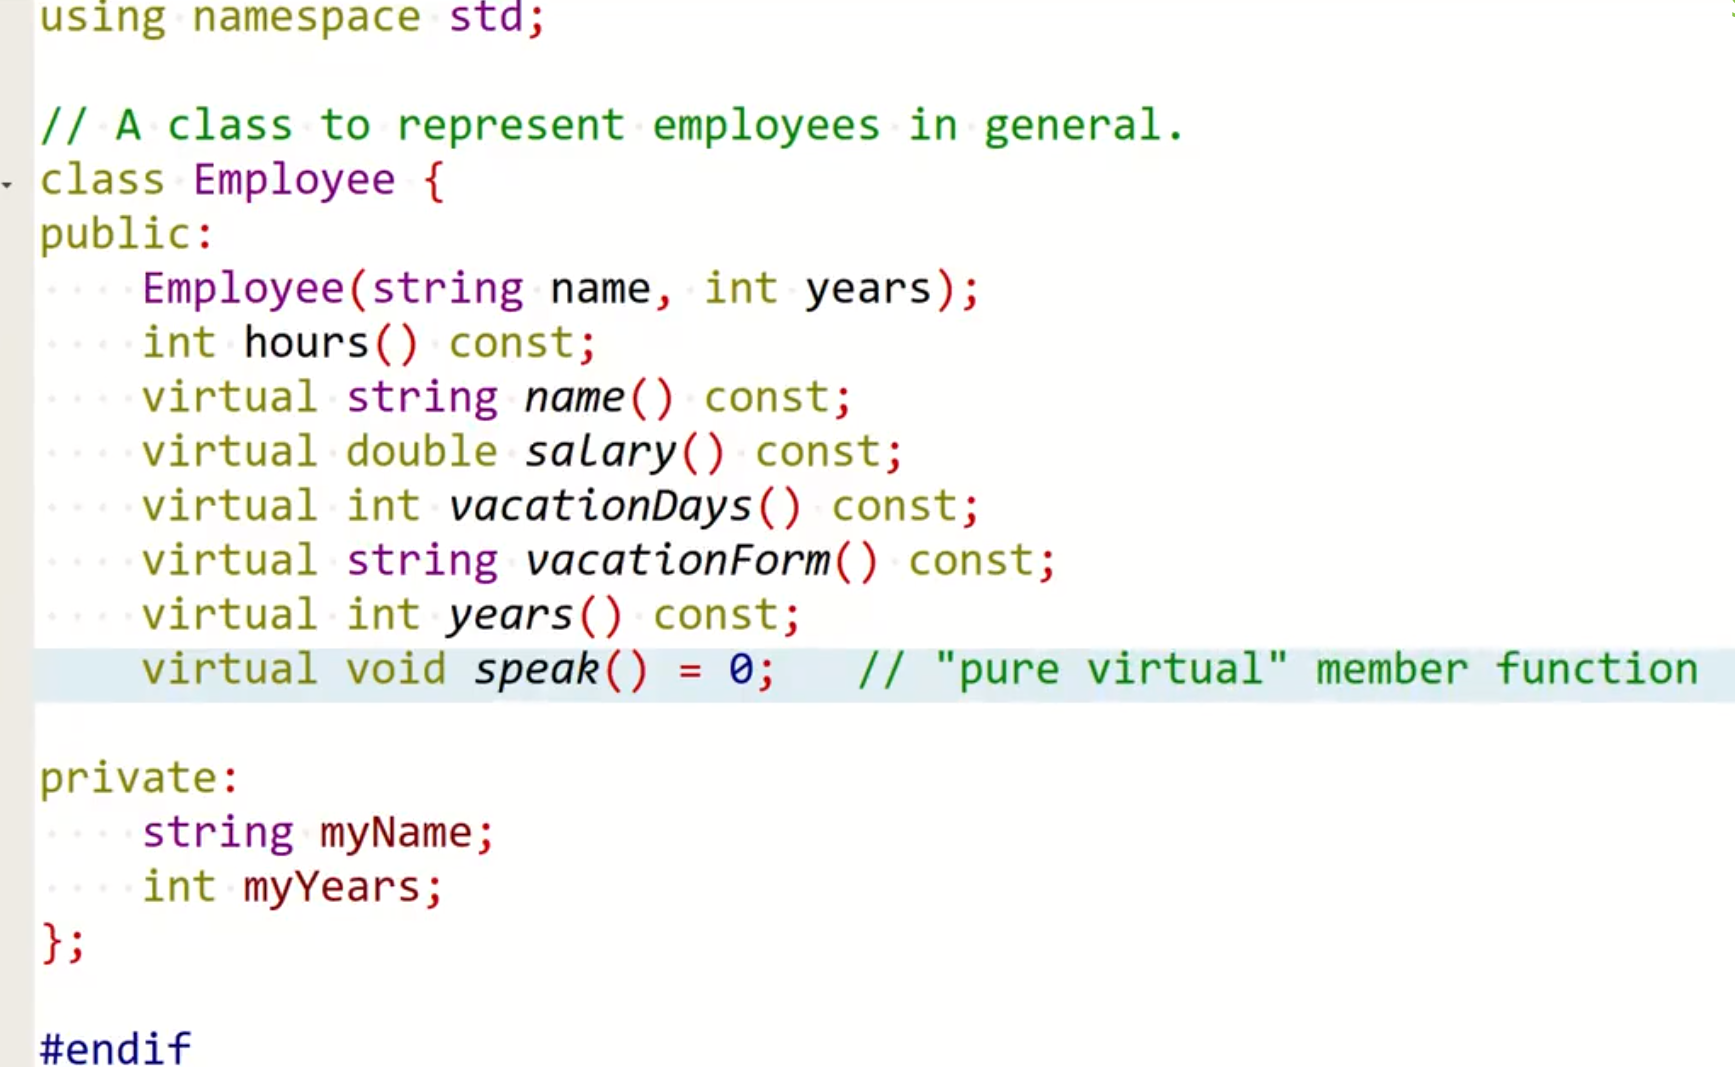 using namespace std;
// A class to represent employees in general.
class Employee {
public:
    Employee(string name, int years);
    int hours() const;
    virtual string name() const;
    virtual double salary() const;
    virtual int vacationDays() const;
    virtual string vacationForm() const;
    virtual int years() const;
    virtual void speak() = 0;   // "pure virtual" member function
private:
    string myName;
    int myYears;
};
#endif